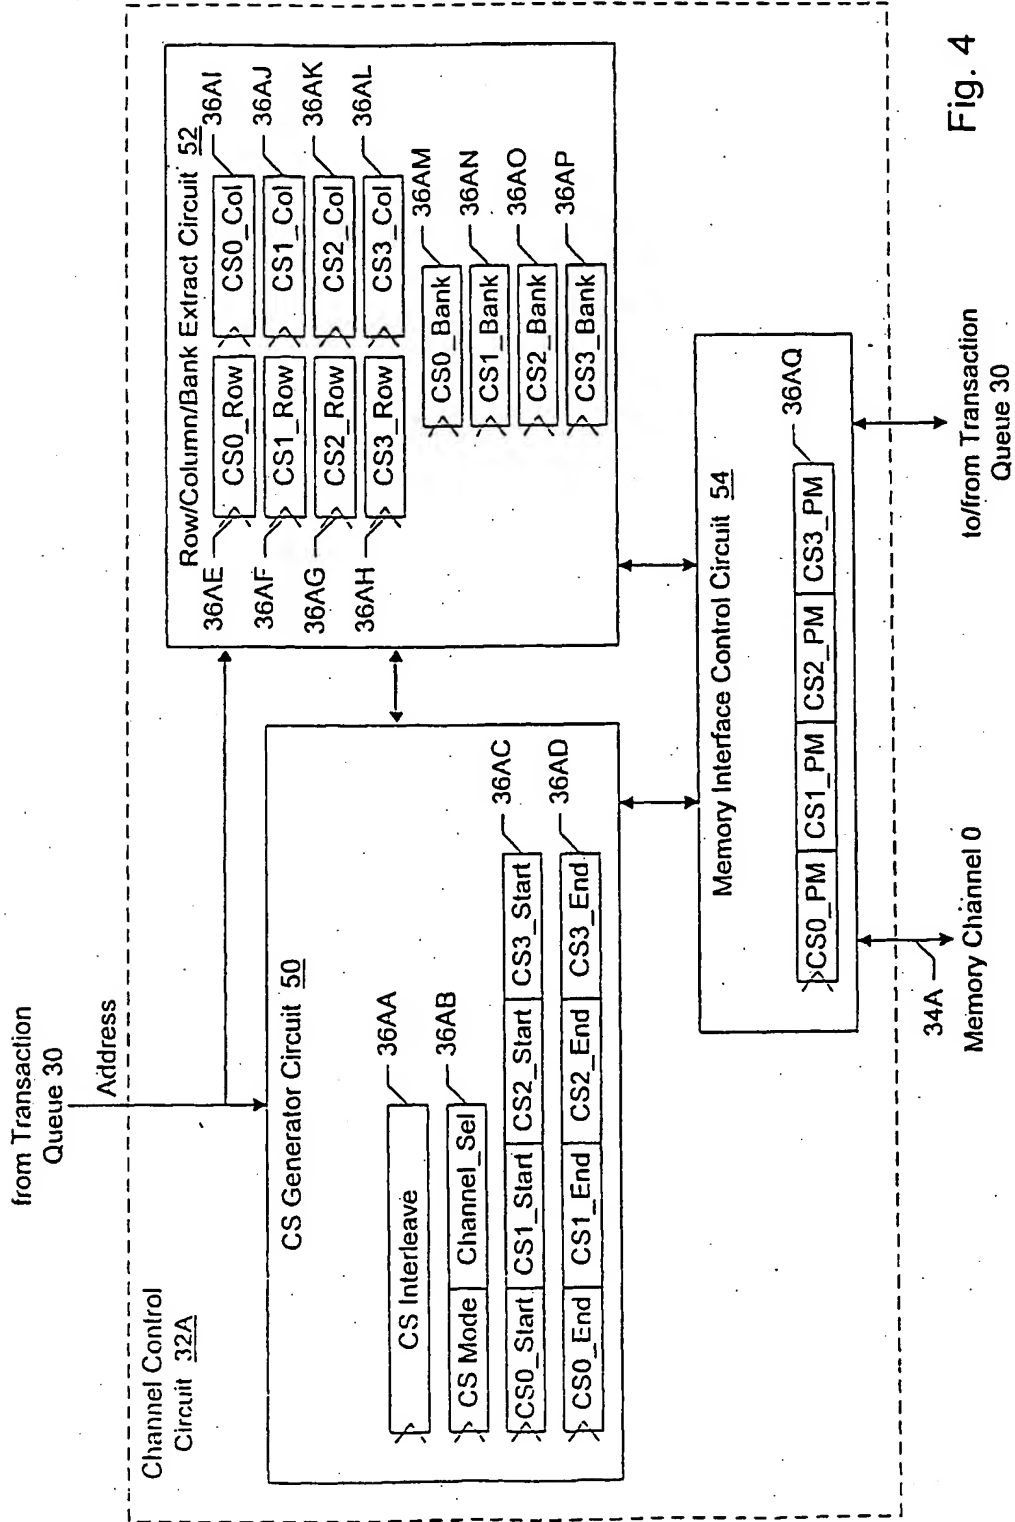 from Transaction
Queue 30
Address
Channel Control
Circuit 32A
CS Generator Circuit 50
CS Interleave
36AA
CS Mode
Channel_Sel
36AB
CS0_Start
CS1_Start
CS2_Start
CS3_Start
36AC
CS0_End
CS1_End
CS2_End
CS3_End
36AD
Row/Column/Bank Extract Circuit 52
36AE
CS0_Row
CS0_Col
36AI
36AF
CS1_Row
CS1_Col
36AJ
36AG
CS2_Row
CS2_Col
36AK
36AH
CS3_Row
CS3_Col
36AL
CS0_Bank
36AM
CS1_Bank
36AN
CS2_Bank
36AO
CS3_Bank
36AP
Memory Interface Control Circuit 54
CS0_PM
CS1_PM
CS2_PM
CS3_PM
36AQ
34A
Memory Channel 0
to/from Transaction
Queue 30
Fig. 4